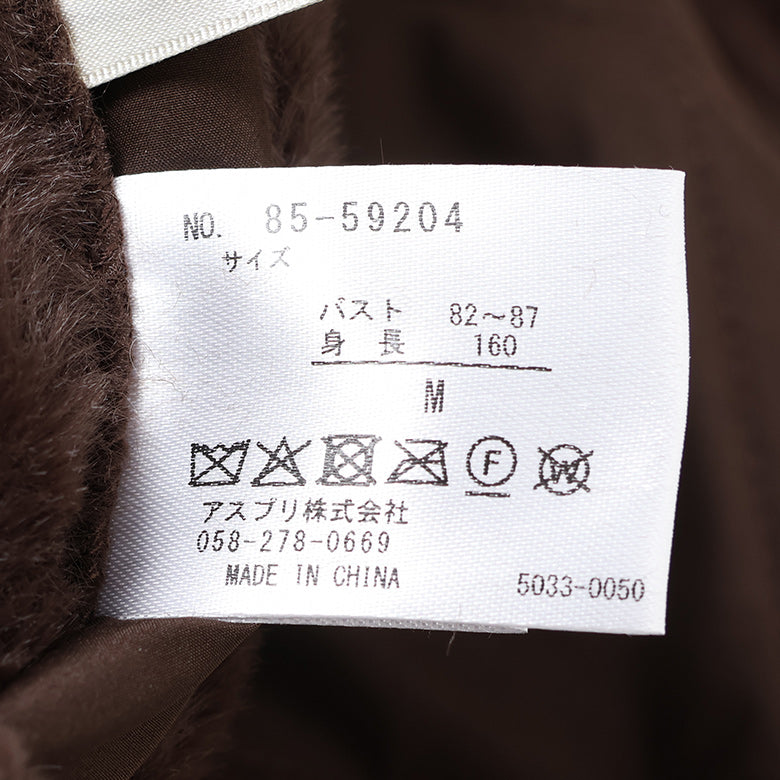 NO. 85-59204
サイズ
バスト 82〜87
身長 160
M
F W
アスプリ株式会社
058-278-0669
MADE IN CHINA
5033-0050